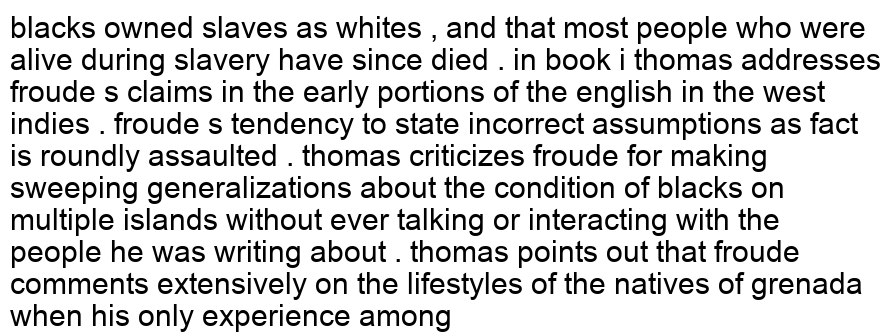 blacks owned slaves as whites , and that most people who were
alive during slavery have since died . in book i thomas addresses
froude s claims in the early portions of the english in the west
indies . froude s tendency to state incorrect assumptions as fact
is roundly assaulted . thomas criticizes froude for making
sweeping generalizations about the condition of blacks on
multiple islands without ever talking or interacting with the
people he was writing about . thomas points out that froude
comments extensively on the lifestyles of the natives of grenada
when his only experience among